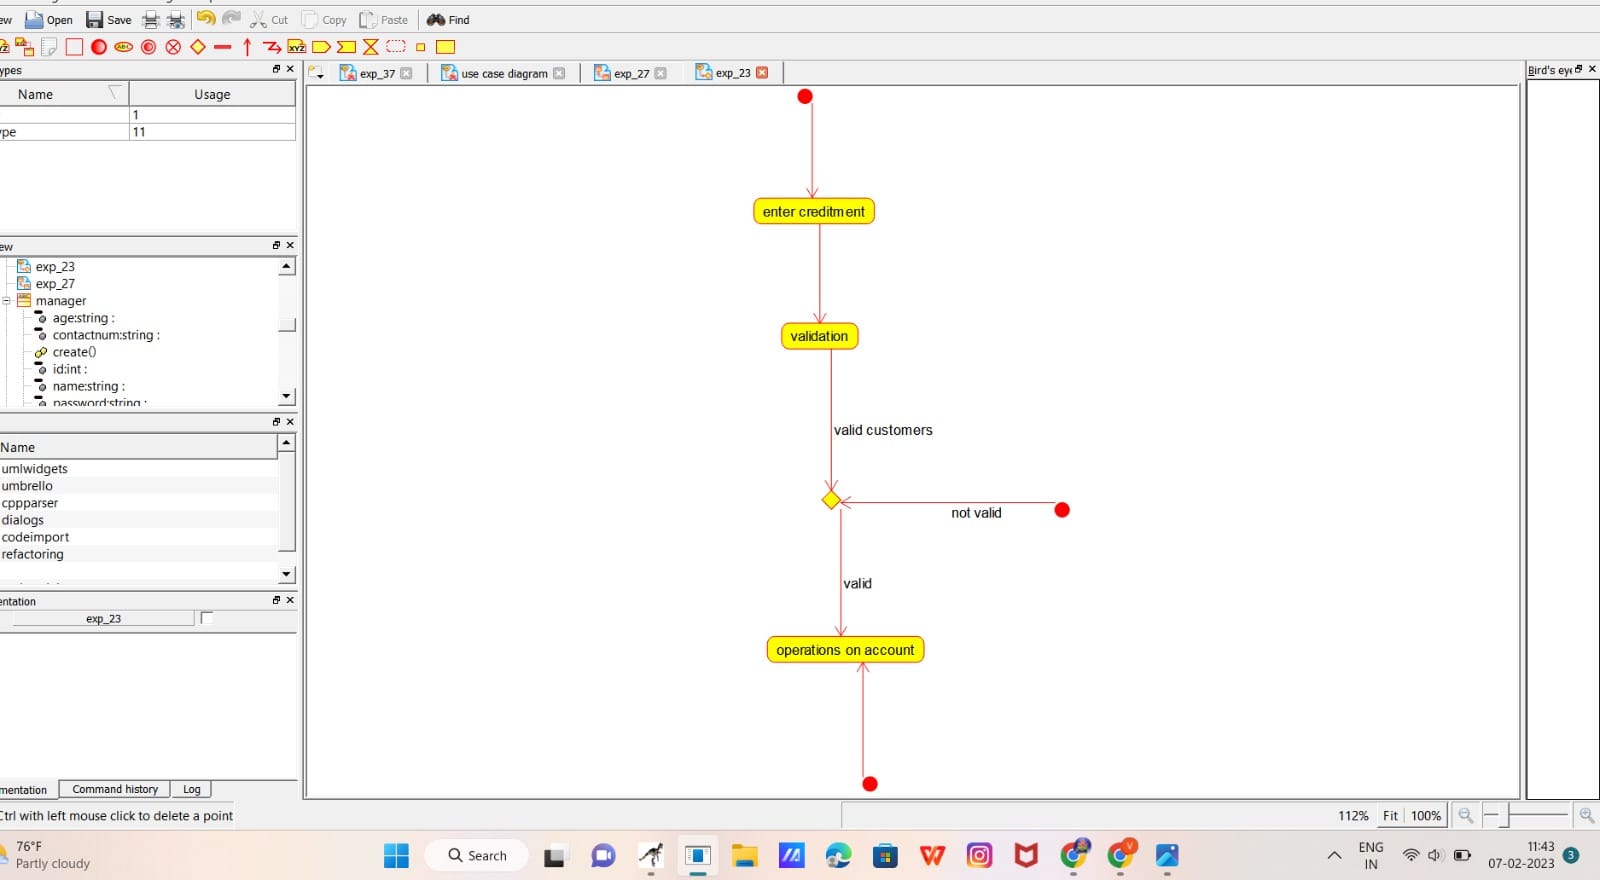 ew Open Save Cut Copy Paste Find
ypes
Name Usage
1
ype 11
ew
exp_23
exp_27
manager
age:string :
contactnum:string :
create()
id:int :
name:string :
password:string :
Name
umlwidgets
umbrello
cppparser
dialogs
codeimport
refactoring
entation
exp_23
mentation Command history Log
Ctrl with left mouse click to delete a point
exp_37 use case diagram exp_27 exp_23
Bird's eye
enter creditment
validation
valid customers
not valid
valid
operations on account
112% Fit 100%
76°F
Partly cloudy
Search
ENG
IN
11:43
07-02-2023
3